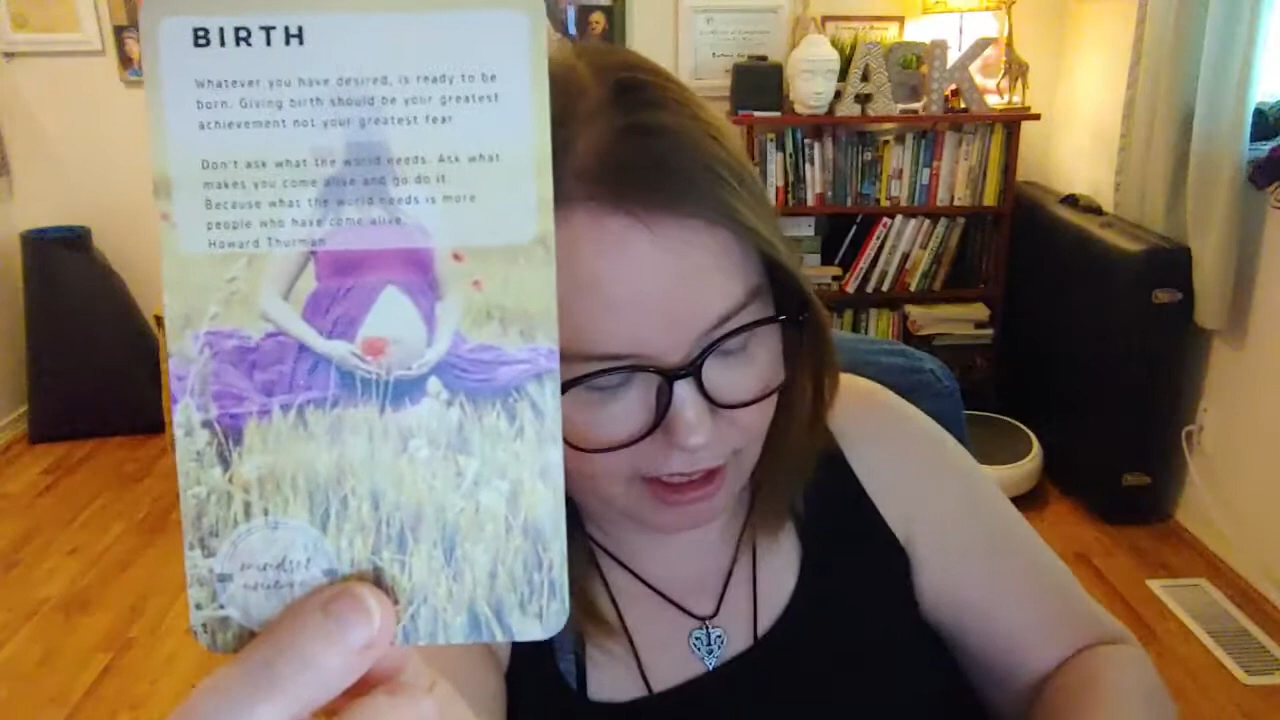 BIRTH
Whatever you have desired, is ready to be
born. Giving birth should be your greatest
achievement not your greatest fear
Don't ask what the world needs. Ask what
makes you come alive and go do it.
Because what the world needs is more
people who have come alive.
Howard Thurman
mindset
ASK